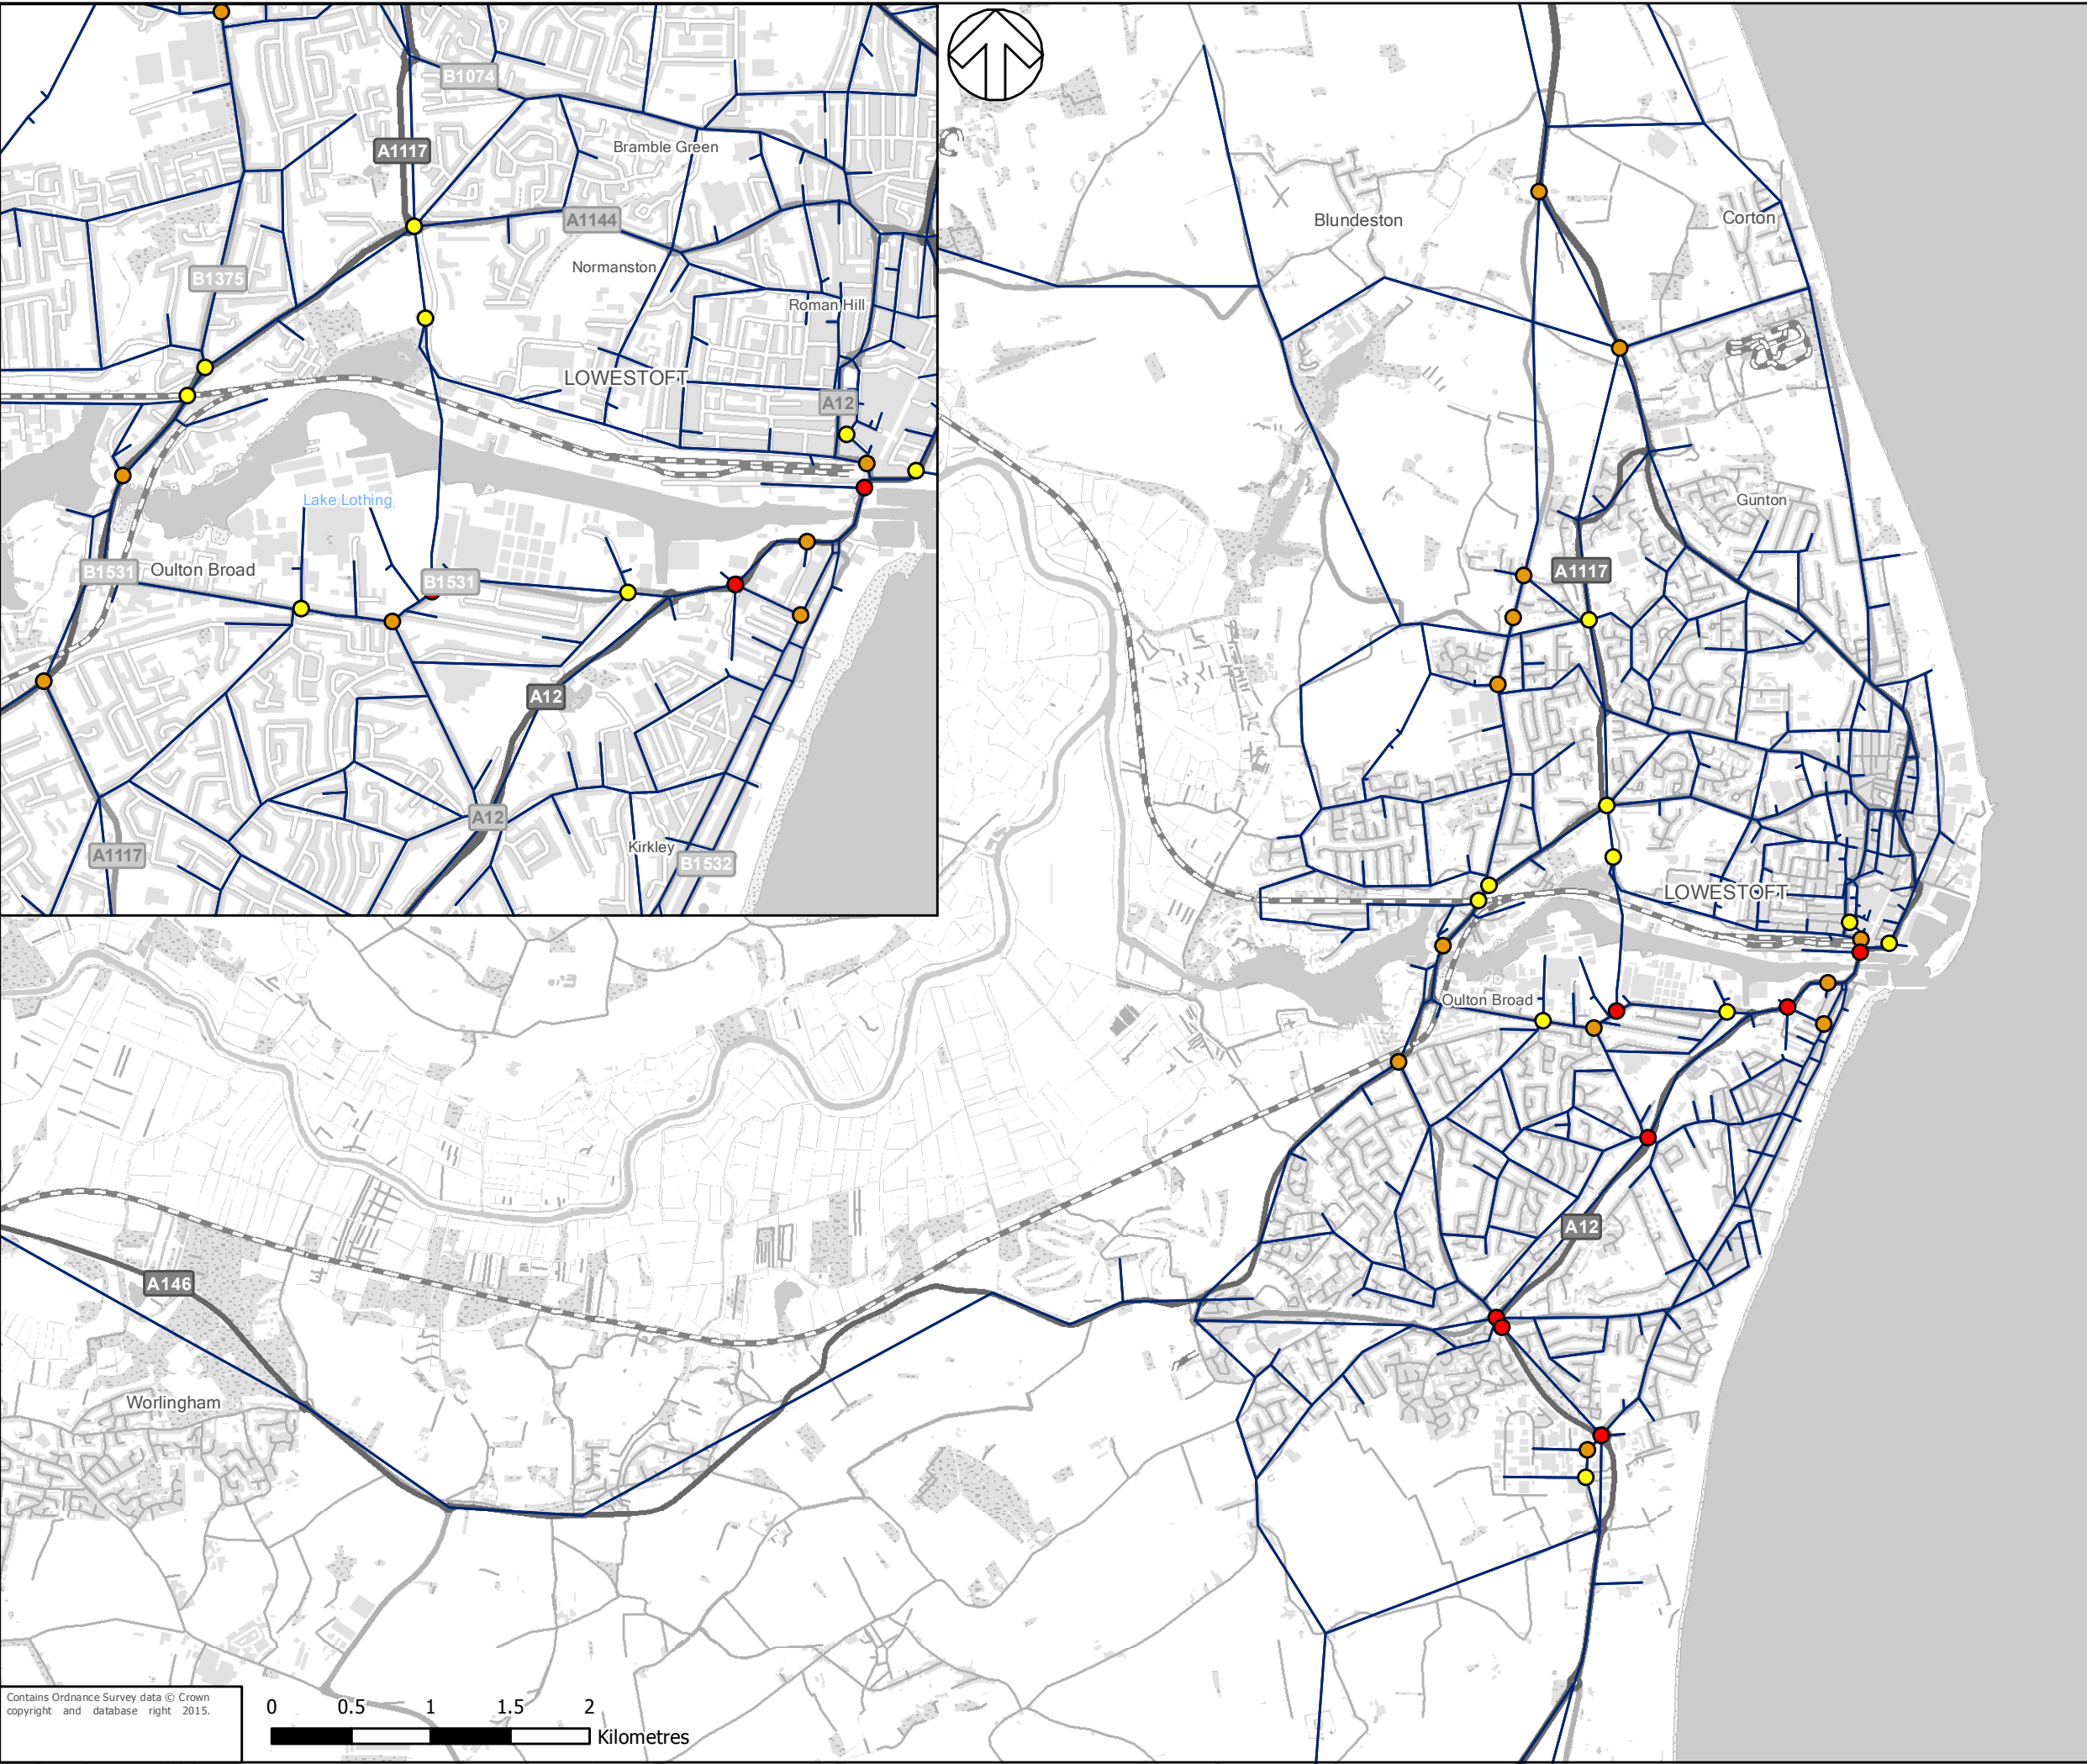 B1074
A1117
Bramble Green
A1144
Normanston
B1375
Roman Hill
LOWESTOFT
A12
Lake Lothing
Oulton Broad
B1531
B1531
A12
A12
Kirkley
A1117
B1532
Blundeston
Corton
Gunton
A1117
LOWESTOFT
Oulton Broad
A12
A146
Worlingham
Contains Ordnance Survey data © Crown
copyright and database right 2015.
0 0.5 1 1.5 2
Kilometres